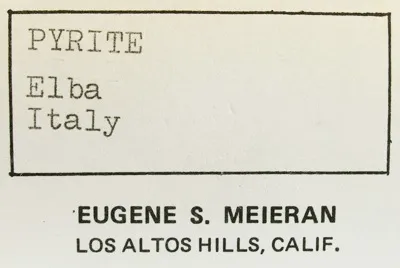 PYRITE
Elba
Italy
EUGENE S. MEIERAN
LOS ALTOS HILLS, CALIF.